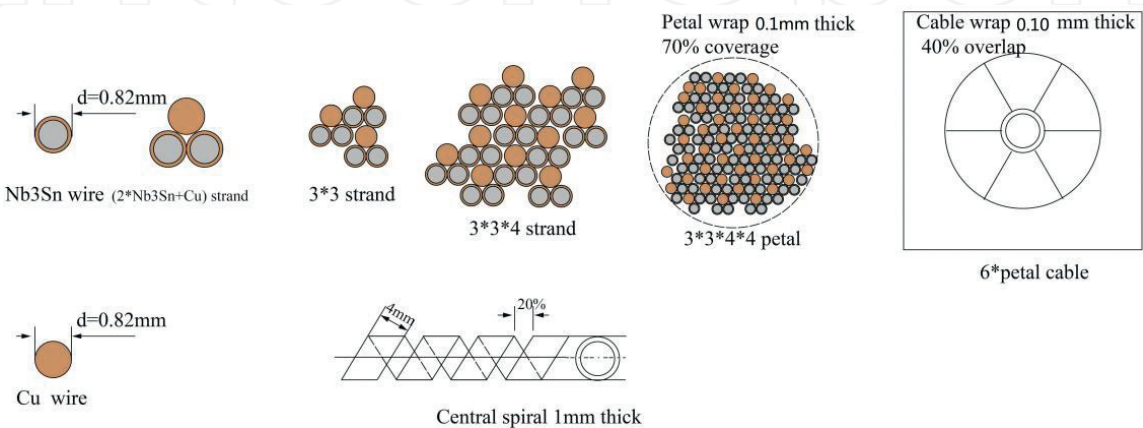 Petal wrap 0.1mm thick
70% coverage
Cable wrap 0.10 mm thick
40% overlap
d=0.82mm
Nb3Sn wire
(2*Nb3Sn+Cu) strand
3*3 strand
3*3*4 strand
3*3*4*4 petal
6*petal cable
d=0.82mm
Cu wire
4mm
20%
Central spiral 1mm thick